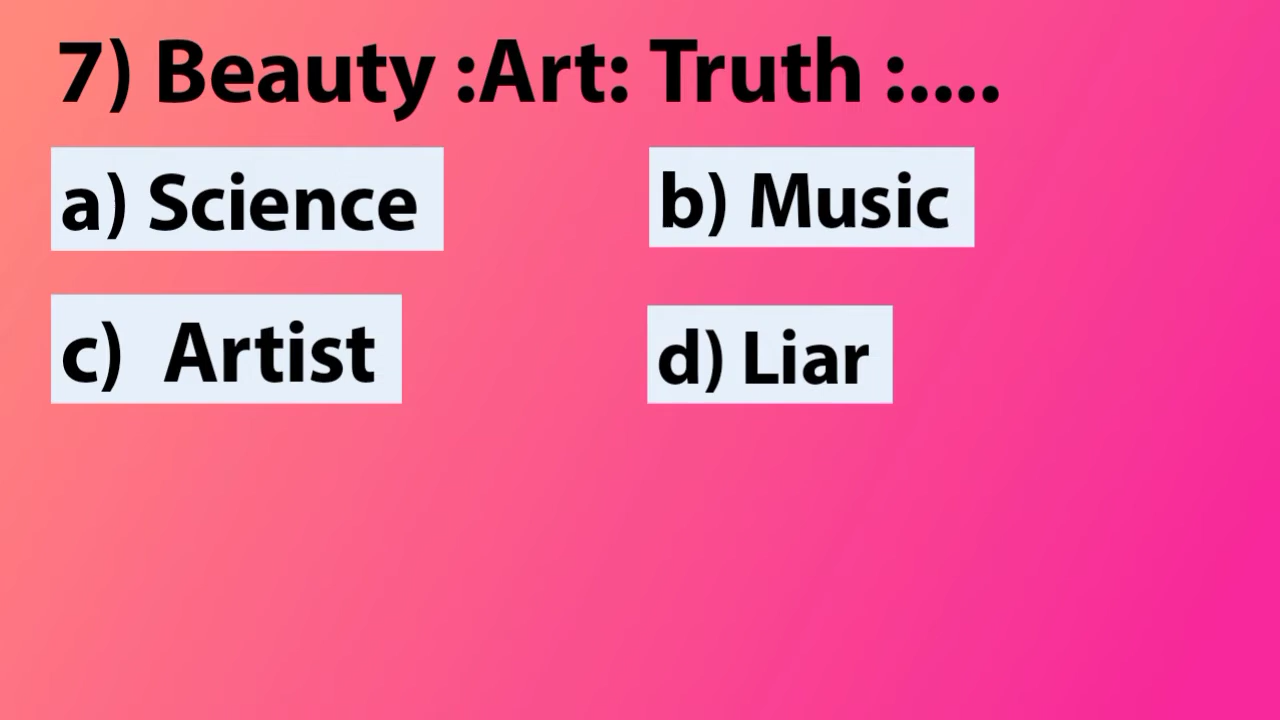 7) Beauty :Art: Truth :....
a) Science b) Music
c) Artist d) Liar